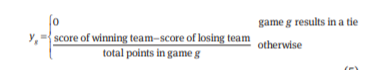 0 game g results in a tie
y_g = { score of winning team−score of losing team
total points in game g
otherwise